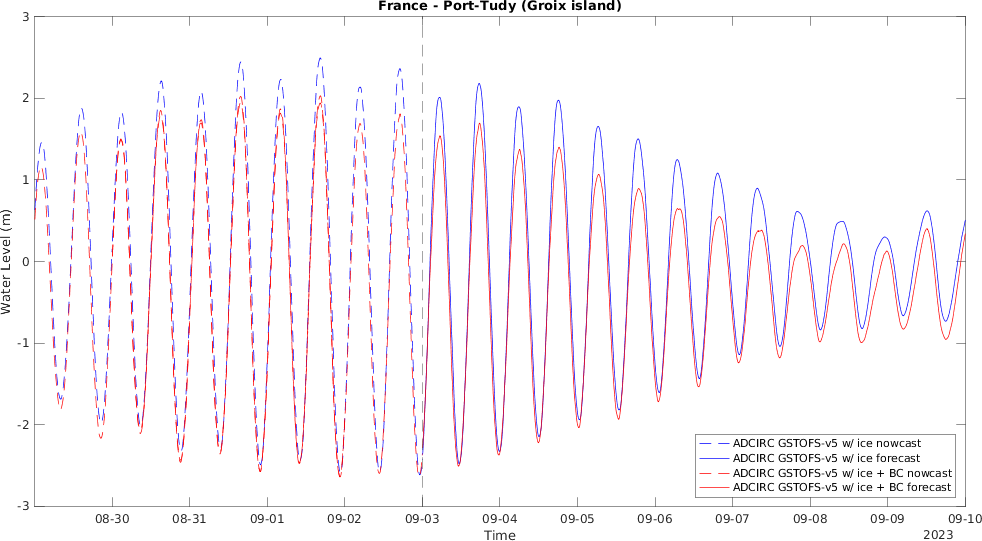 France - Port-Tudy (Groix island)
3
2
1
0
-1
-2
-3
Water Level (m)
ADCIRC GSTOFS-v5 w/ ice nowcast
ADCIRC GSTOFS-v5 w/ ice forecast
ADCIRC GSTOFS-v5 w/ ice + BC nowcast
ADCIRC GSTOFS-v5 w/ ice + BC forecast
08-30 08-31 09-01 09-02 09-03 09-04 09-05 09-06 09-07 09-08 09-09 09-10
Time
2023